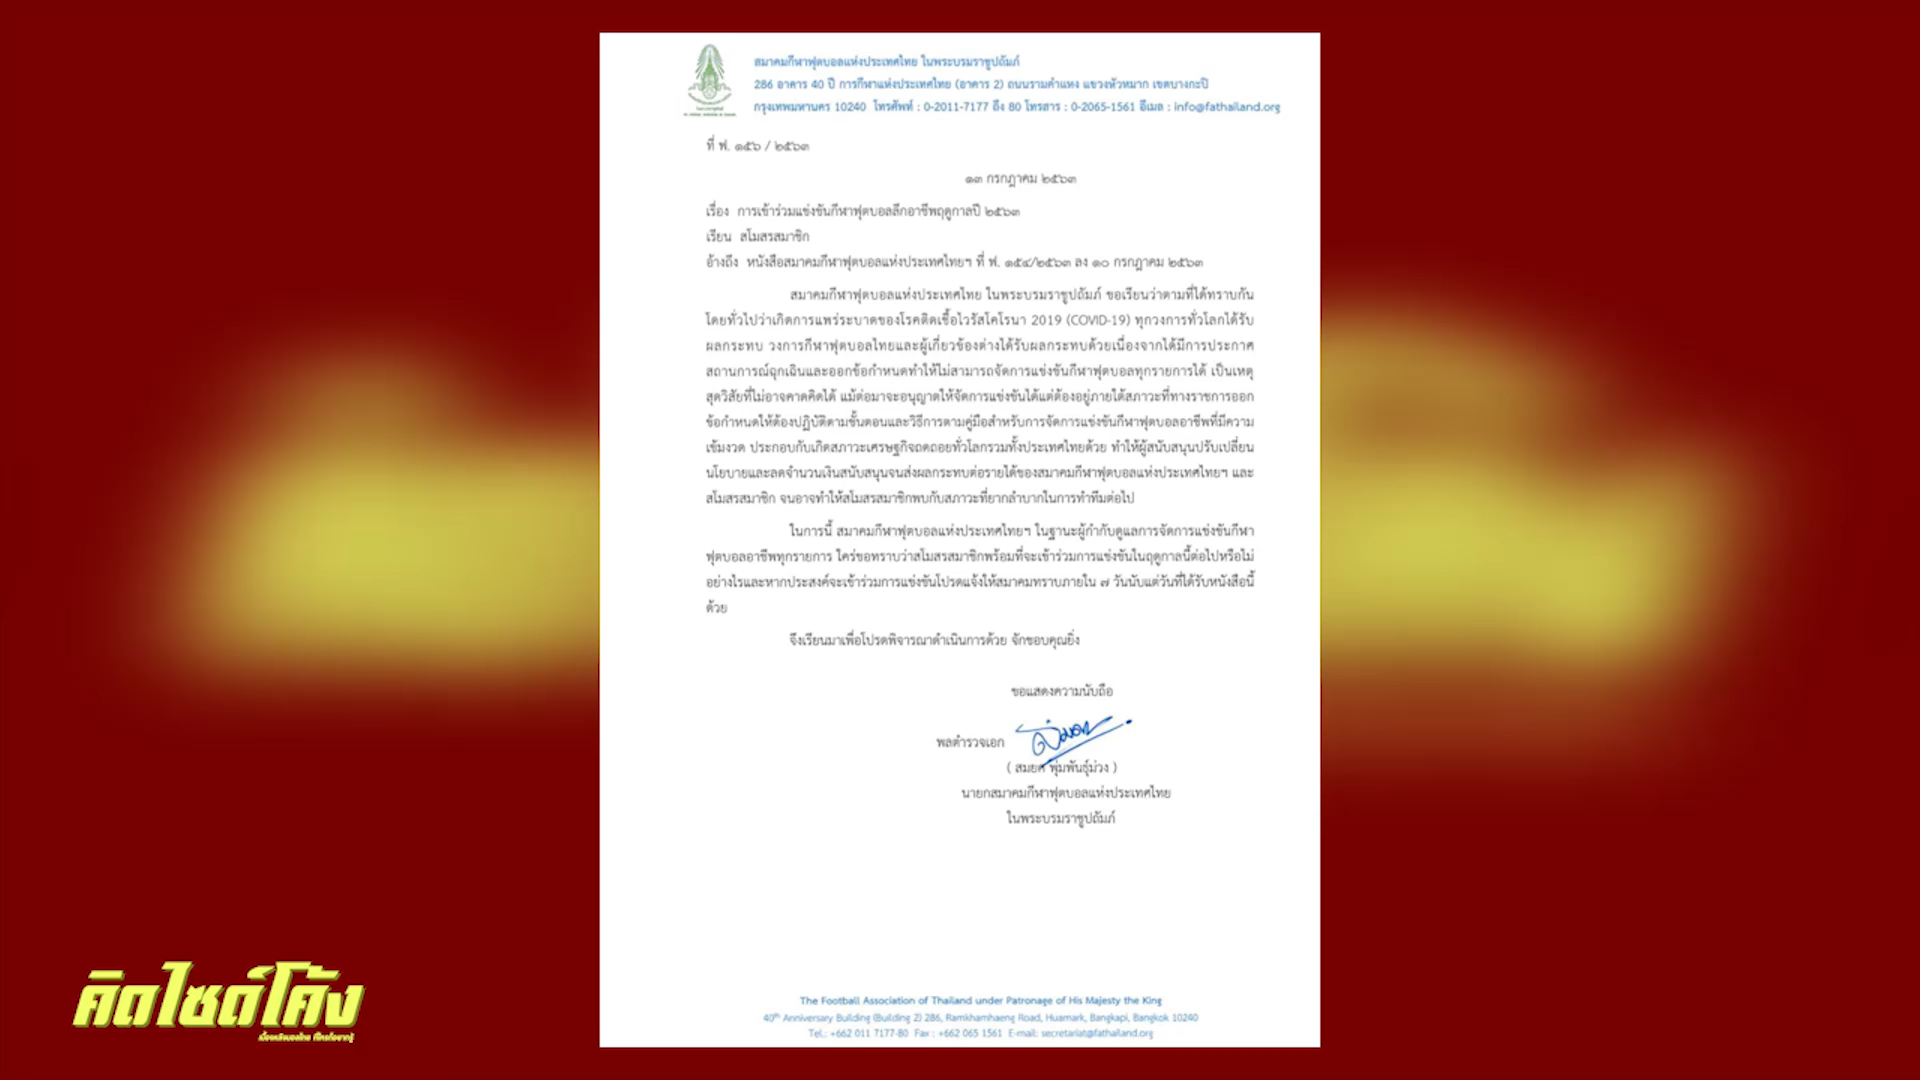 สมาคมกีฬาฟุตบอลแห่งประเทศไทย ในพระบรมราชูปถัมภ์
286 อาคาร 40 ปี การกีฬาแห่งประเทศไทย (อาคาร 2) ถนนรามคำแหง แขวงหัวหมาก เขตบางกะปิ
กรุงเทพมหานคร 10240 โทรศัพท์ : 0-2011-7177 ถึง 80 โทรสาร : 0-2065-1561 อีเมล : info@fathailand.org
ที่ ฟ. ๑๕๖ / ๒๕๖๓
๑๓ กรกฎาคม ๒๕๖๓
เรื่อง การเข้าร่วมแข่งขันกีฬาฟุตบอลลีกอาชีพฤดูกาลปี ๒๕๖๓
เรียน สโมสรสมาชิก
อ้างถึง หนังสือสมาคมกีฬาฟุตบอลแห่งประเทศไทยฯ ที่ ฟ. ๑๕๔/๒๕๖๓ ลง ๑๐ กรกฎาคม ๒๕๖๓
สมาคมกีฬาฟุตบอลแห่งประเทศไทย ในพระบรมราชูปถัมภ์ ขอเรียนว่าตามที่ได้ทราบกัน
โดยทั่วไปว่าเกิดการแพร่ระบาดของโรคติดเชื้อไวรัสโคโรนา 2019 (COVID-19) ทุกวงการทั่วโลกได้รับ
ผลกระทบ วงการกีฬาฟุตบอลไทยและผู้เกี่ยวข้องต่างได้รับผลกระทบด้วยเนื่องจากได้มีการประกาศ
สถานการณ์ฉุกเฉินและออกข้อกำหนดทำให้ไม่สามารถจัดการแข่งขันกีฬาฟุตบอลทุกรายการได้ เป็นเหตุ
สุดวิสัยที่ไม่อาจคาดคิดได้ แม้ต่อมาจะอนุญาตให้จัดการแข่งขันได้แต่ต้องอยู่ภายใต้สภาวะที่ทางราชการออก
ข้อกำหนดให้ต้องปฏิบัติตามขั้นตอนและวิธีการตามคู่มือสำหรับการจัดการแข่งขันกีฬาฟุตบอลอาชีพที่มีความ
เข้มงวด ประกอบกับเกิดสภาวะเศรษฐกิจถดถอยทั่วโลกรวมทั้งประเทศไทยด้วย ทำให้ผู้สนับสนุนปรับเปลี่ยน
นโยบายและลดจำนวนเงินสนับสนุนจนส่งผลกระทบต่อรายได้ของสมาคมกีฬาฟุตบอลแห่งประเทศไทยฯ และ
สโมสรสมาชิก จนอาจทำให้สโมสรสมาชิกพบกับสภาวะที่ยากลำบากในการทำทีมต่อไป
ในการนี้ สมาคมกีฬาฟุตบอลแห่งประเทศไทยฯ ในฐานะผู้กำกับดูแลการจัดการแข่งขันกีฬา
ฟุตบอลอาชีพทุกรายการ ใคร่ขอทราบว่าสโมสรสมาชิกพร้อมที่จะเข้าร่วมการแข่งขันในฤดูกาลนี้ต่อไปหรือไม่
อย่างไรและหากประสงค์จะเข้าร่วมการแข่งขันโปรดแจ้งให้สมาคมทราบภายใน ๗ วันนับแต่วันที่ได้รับหนังสือนี้
ด้วย
จึงเรียนมาเพื่อโปรดพิจารณาดำเนินการด้วย จักขอบคุณยิ่ง
ขอแสดงความนับถือ
พลตำรวจเอก
( สมยศ พุ่มพันธุ์ม่วง )
นายกสมาคมกีฬาฟุตบอลแห่งประเทศไทย
ในพระบรมราชูปถัมภ์
The Football Association of Thailand under Patronage of His Majesty the King
40th Anniversary Building (Building 2) 286, Ramkhamhaeng Road, Huamark, Bangkapi, Bangkok 10240
Tel.: +662 011 7177-80 Fax : +662 065 1561 E-mail: secretariat@fathailand.org
คิดไซด์โค้ง